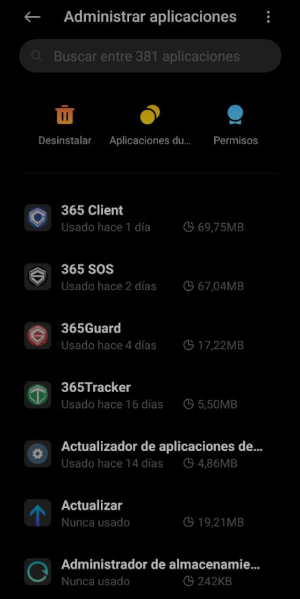 Administrar aplicaciones
Buscar entre 381 aplicaciones
Desinstalar
Aplicaciones du...
Permisos
365 Client
Usado hace 1 día
69,75MB
365 SOS
Usado hace 2 días
67,04MB
365Guard
Usado hace 4 días
17,22MB
365Tracker
Usado hace 16 días
5,50MB
Actualizador de aplicaciones de...
Usado hace 14 días
4,86MB
Actualizar
Nunca usado
19,21MB
Administrador de almacenamie...
Nunca usado
242KB